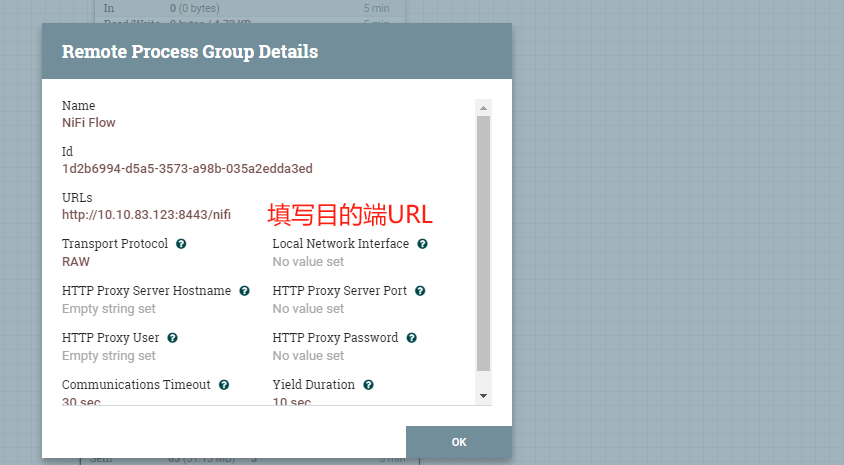 In 0 (0 bytes) 5 min
Remote Process Group Details
Name
NiFi Flow
Id
1d2b6994-d5a5-3573-a98b-035a2edda3ed
URLs
http://10.10.83.123:8443/nifi
填写目的端URL
Transport Protocol
Local Network Interface
RAW
No value set
HTTP Proxy Server Hostname
HTTP Proxy Server Port
Empty string set
No value set
HTTP Proxy User
HTTP Proxy Password
Empty string set
No value set
Communications Timeout
Yield Duration
30 sec
10 sec
OK